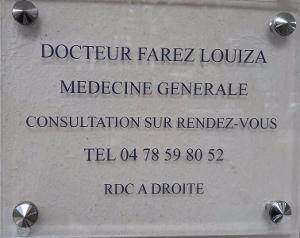 DOCTEUR FAREZ LOUIZA
MEDECINE GENERALE
CONSULTATION SUR RENDEZ-VOUS
TEL 04 78 59 80 52
RDC A DROITE